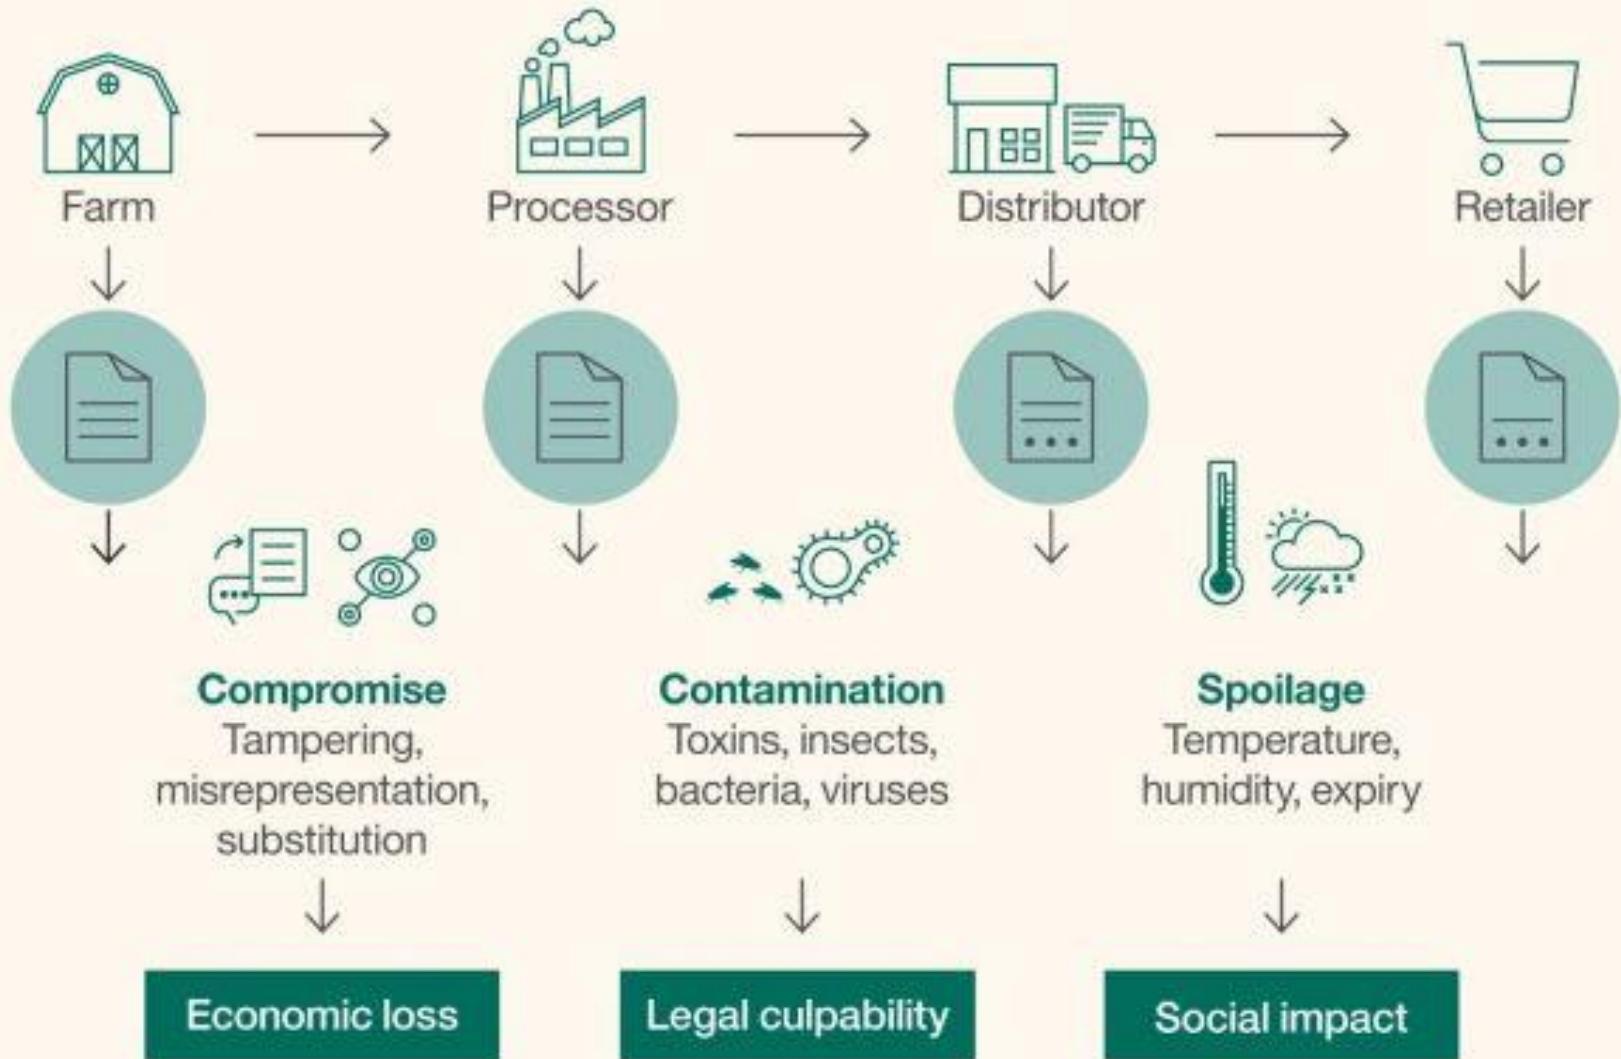 Farm
Processor
Distributor
Retailer
Compromise
Tampering,
misrepresentation,
substitution
Contamination
Toxins, insects,
bacteria, viruses
Spoilage
Temperature,
humidity, expiry
Economic loss
Legal culpability
Social impact